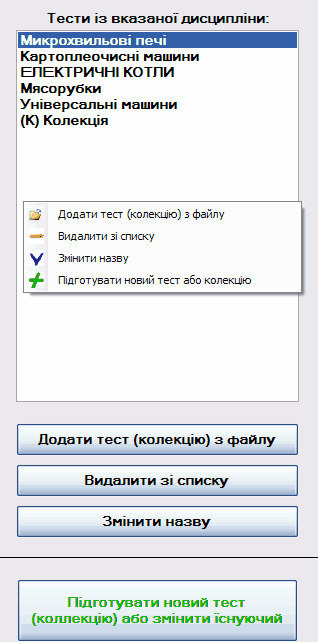 Тести із вказаної дисципліни:
Микрохвильові печі
Картоплеочисні машини
ЕЛЕКТРИЧНІ КОТЛИ
Мясорубки
Універсальні машини
(К) Колекція
Додати тест (колекцію) з файлу
Видалити зі списку
Змінити назву
Підготувати новий тест або колекцію
Додати тест (колекцію) з файлу
Видалити зі списку
Змінити назву
Підготувати новий тест
(коллекцію) або змінити їснуючий